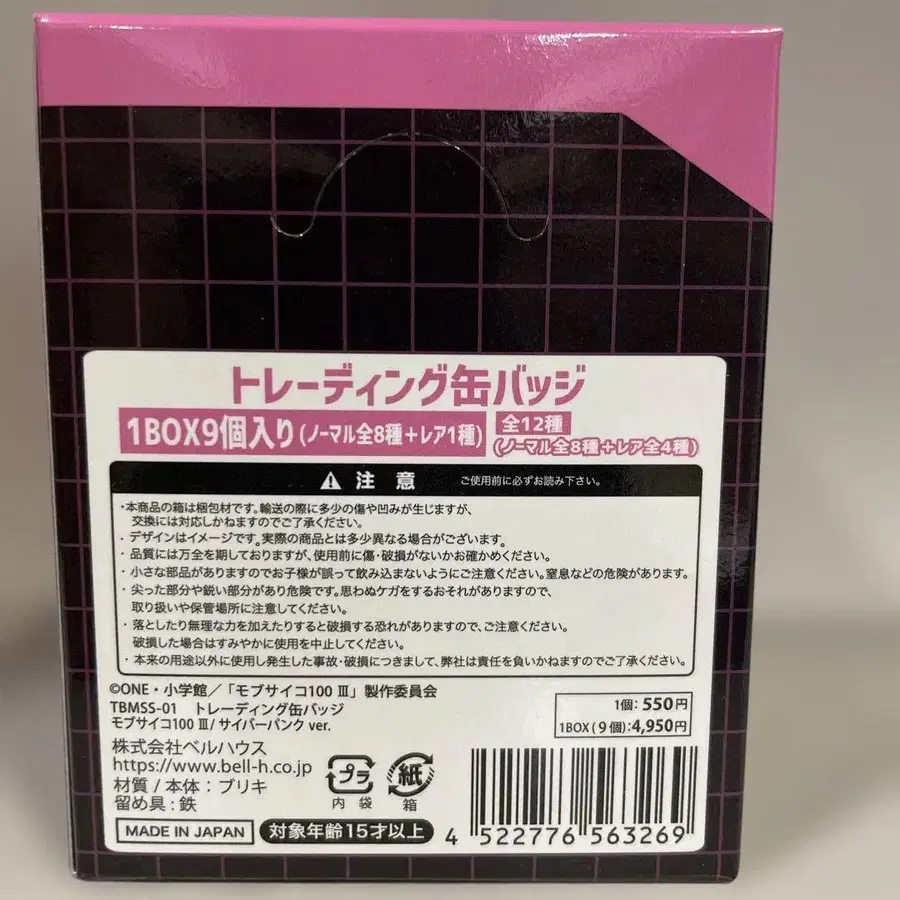 トレーディング缶バッジ
1BOX9個入り(ノーマル全8種+レア1種)
全12種
(ノーマル全8種+レア全4種)
注意 ご使用前に必ずお読み下さい。
・本商品の箱は梱包材です。輸送の際に多少の傷や凹みが生じますが、
交換には対応しかねますのでご了承ください。
・デザインはイメージです。実際の商品とは多少異なる場合がございます。
・品質には万全を期しておりますが、使用前に傷・破損がないかお確かめください。
・小さな部品がありますのでお子様が誤って飲み込まないようにご注意ください。窒息などの危険があります。
・尖った部分や鋭い部分があり危険です。思わぬケガをするおそれがありますので、
取り扱いや保管場所に注意してください。
・落としたり無理な力を加えたりすると破損する恐れがありますので、ご注意ください。
破損した場合はすみやかに使用を中止してください。
・本来の用途以外に使用し発生した事故・破損につきまして、弊社は責任を負いかねますのでご了承ください。
©ONE・小学館/「モブサイコ100 Ⅲ」製作委員会
TBMSS-01 トレーディング缶バッジ
モブサイコ100 Ⅲ/サイバーパンク ver.
1個:550円
1BOX(9個):4,950円
株式会社ベルハウス
https://www.bell-h.co.jp
材質/本体:ブリキ
留め具:鉄
プラ
内袋
紙
箱
MADE IN JAPAN
対象年齢15才以上
4 522776 563269